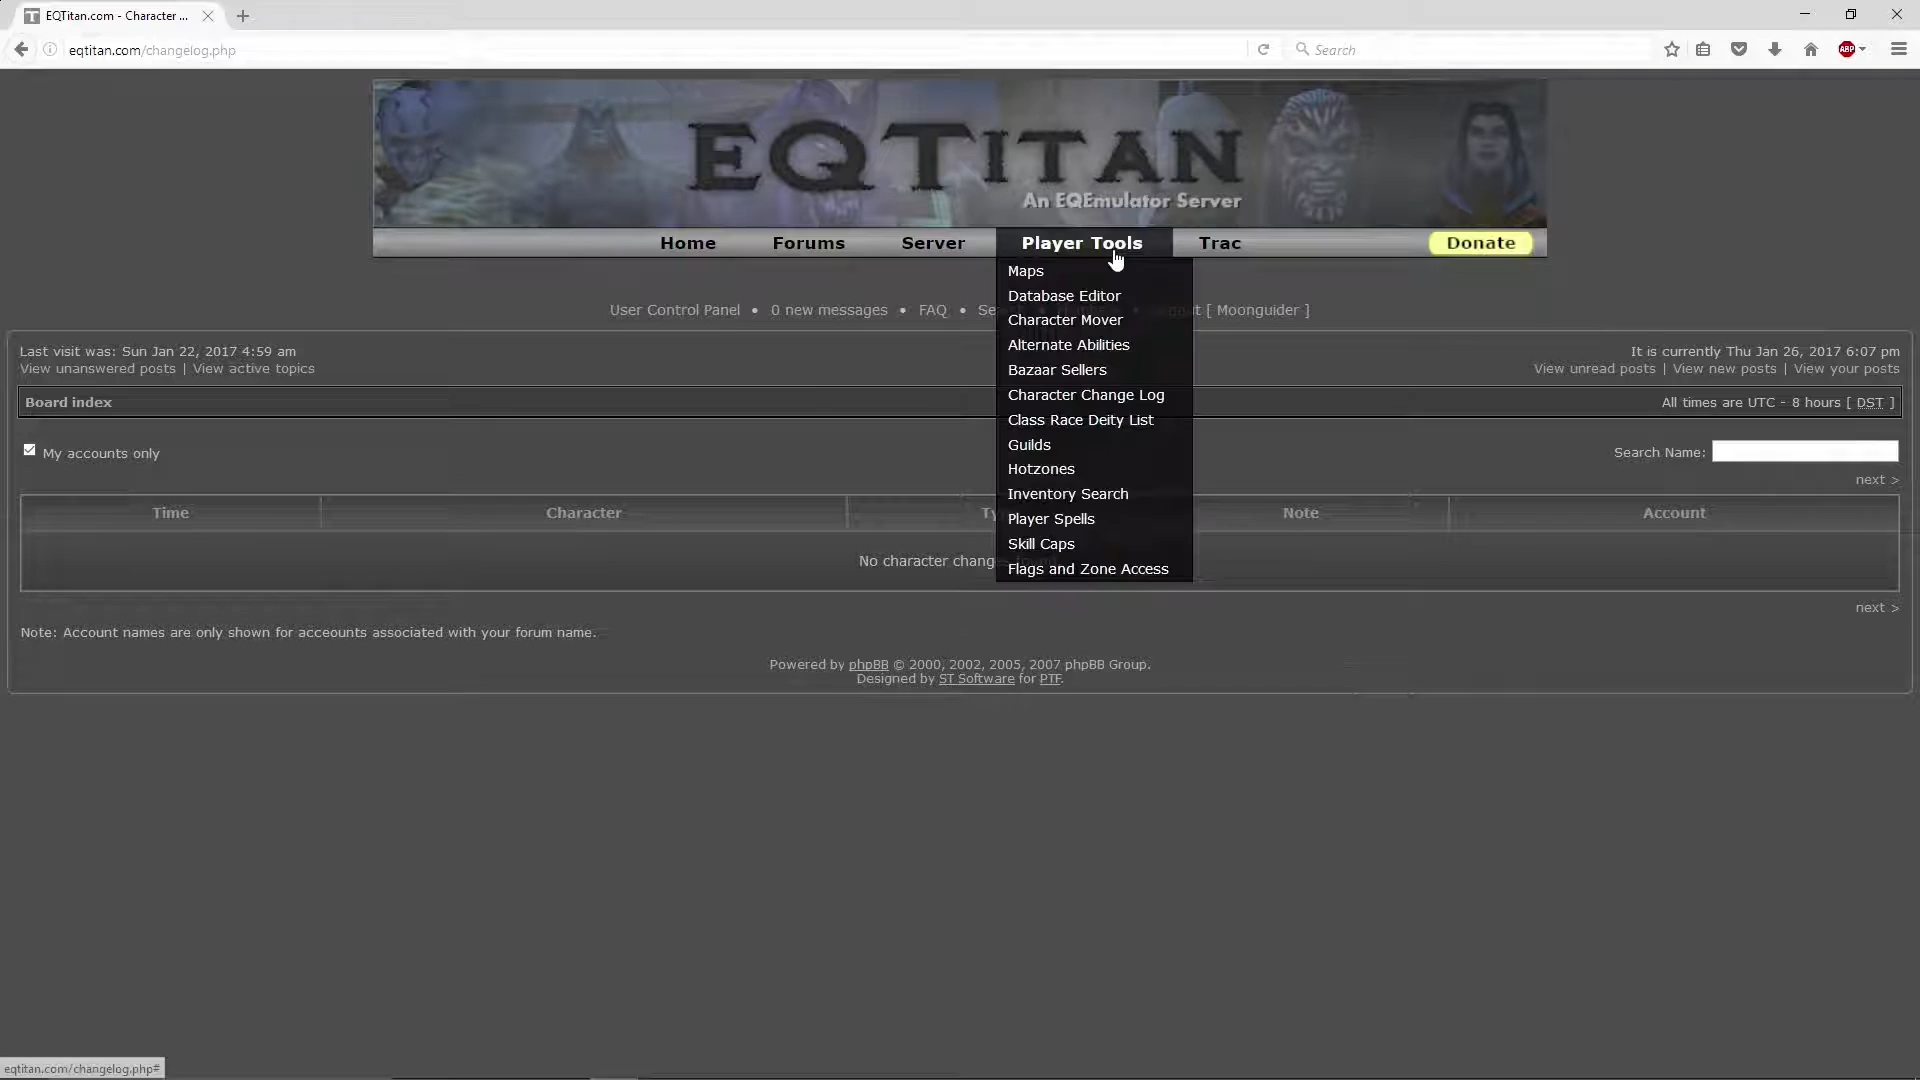 EQTitan.com - Character ...
eqtitan.com/changelog.php
Search
ABP
EQTITAN
An EQEmulator Server
Home Forums Server Player Tools Trac Donate
Maps
Database Editor
Character Mover
Alternate Abilities
Bazaar Sellers
Character Change Log
Class Race Deity List
Guilds
Hotzones
Inventory Search
Player Spells
Skill Caps
Flags and Zone Access
User Control Panel • 0 new messages • FAQ • [ Moonguider ]
Last visit was: Sun Jan 22, 2017 4:59 am
It is currently Thu Jan 26, 2017 6:07 pm
View unanswered posts | View active topics
View unread posts | View new posts | View your posts
Board index
All times are UTC - 8 hours [ DST ]
My accounts only
Search Name:
next >
Time Character Note Account
No character chang
next >
Note: Account names are only shown for acceounts associated with your forum name.
Powered by phpBB © 2000, 2002, 2005, 2007 phpBB Group.
Designed by ST Software for PTF.
eqtitan.com/changelog.php#